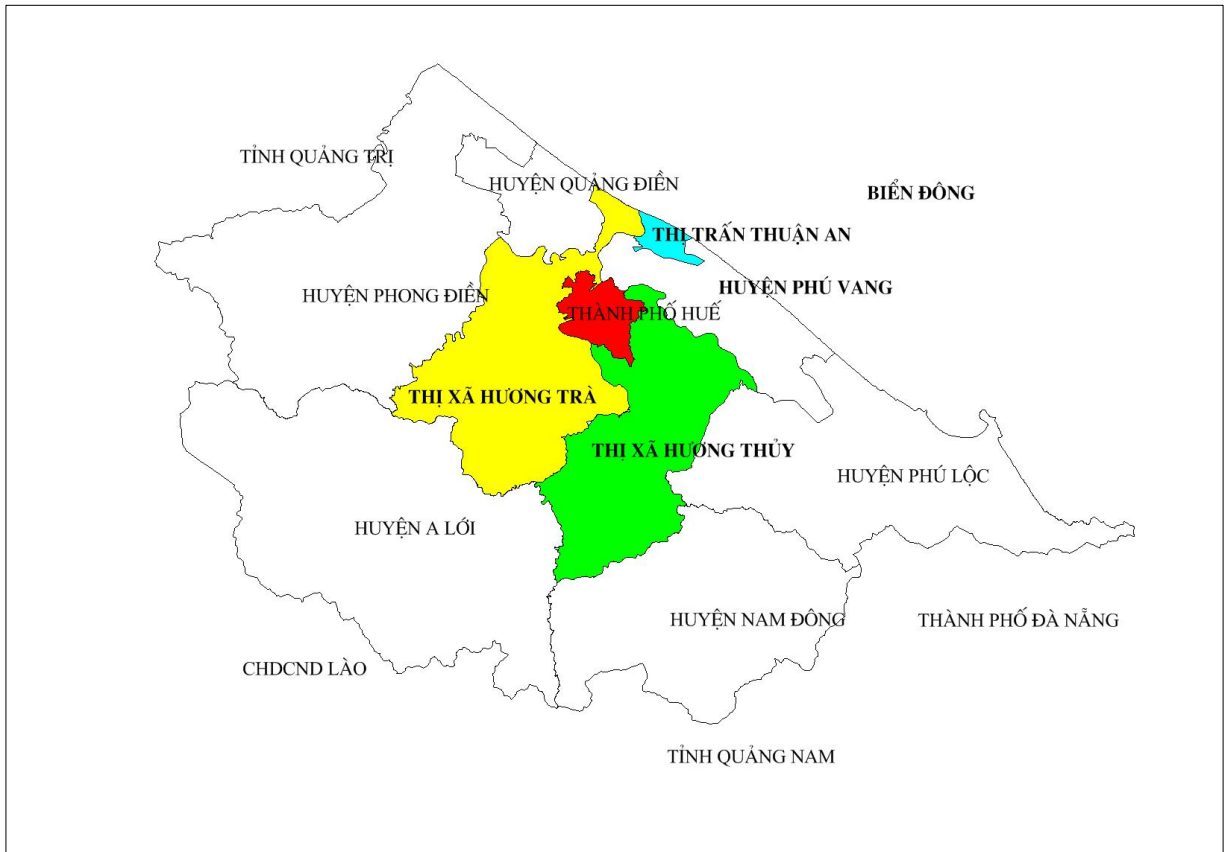 TỈNH QUẢNG TRỊ
HUYỆN QUẢNG ĐIỀN
BIỂN ĐÔNG
THỊ TRẤN THUẬN AN
HUYỆN PHÚ VANG
HUYỆN PHONG ĐIỀN
THÀNH PHỐ HUẾ
THỊ XÃ HƯƠNG TRÀ
THỊ XÃ HƯƠNG THỦY
HUYỆN PHÚ LỘC
HUYỆN A LỚI
HUYỆN NAM ĐÔNG
THÀNH PHỐ ĐÀ NẴNG
CHDCND LÀO
TỈNH QUẢNG NAM